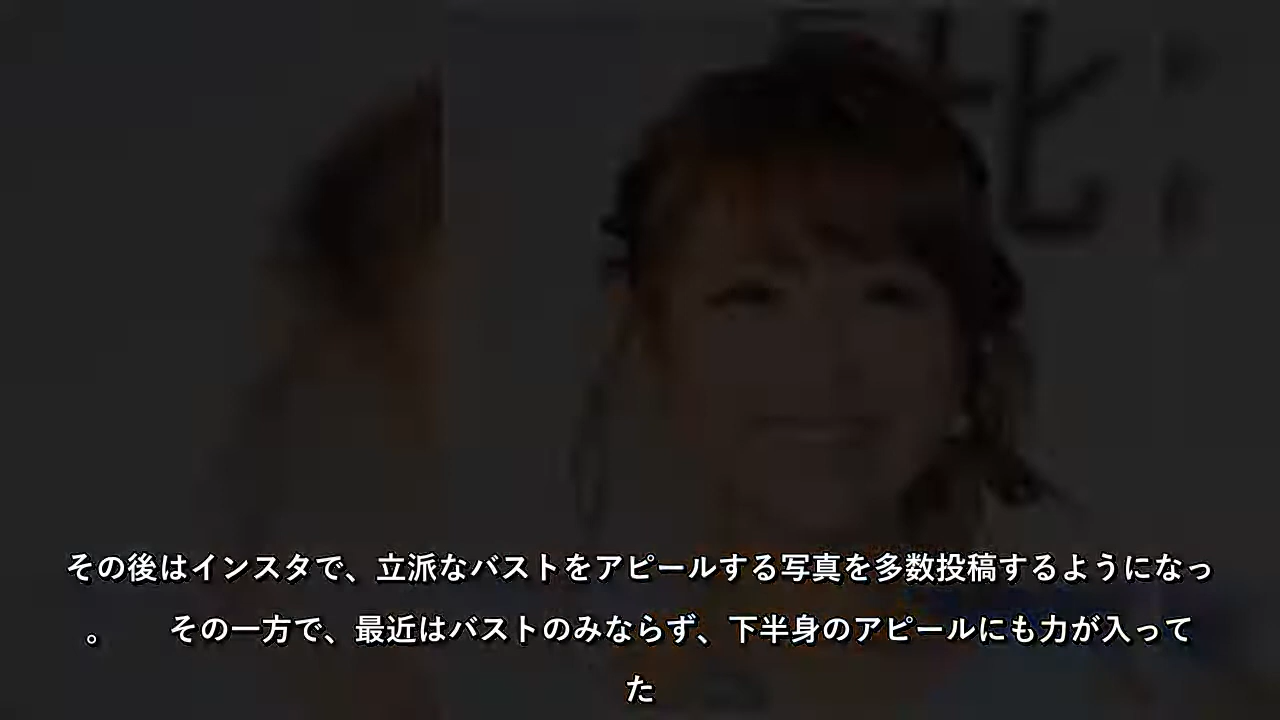 比
その後はインスタで、立派なバストをアピールする写真を多数投稿するようになっ
。　　その一方で、最近はバストのみならず、下半身のアピールにも力が入って
た